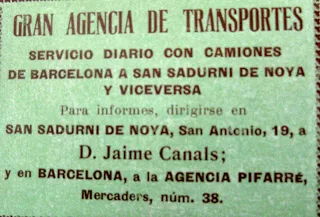 GRAN AGENCIA DE TRANSPORTES
SERVICIO DIARIO CON CAMIONES
DE BARCELONA A SAN SADURNI DE NOYA
Y VICEVERSA
Para informes, dirigirse en
SAN SADURNI DE NOYA, San Antonio, 19, a
D. Jaime Canals;
y en BARCELONA, a la AGENCIA PIFARRÉ,
Mercaders, núm. 38.